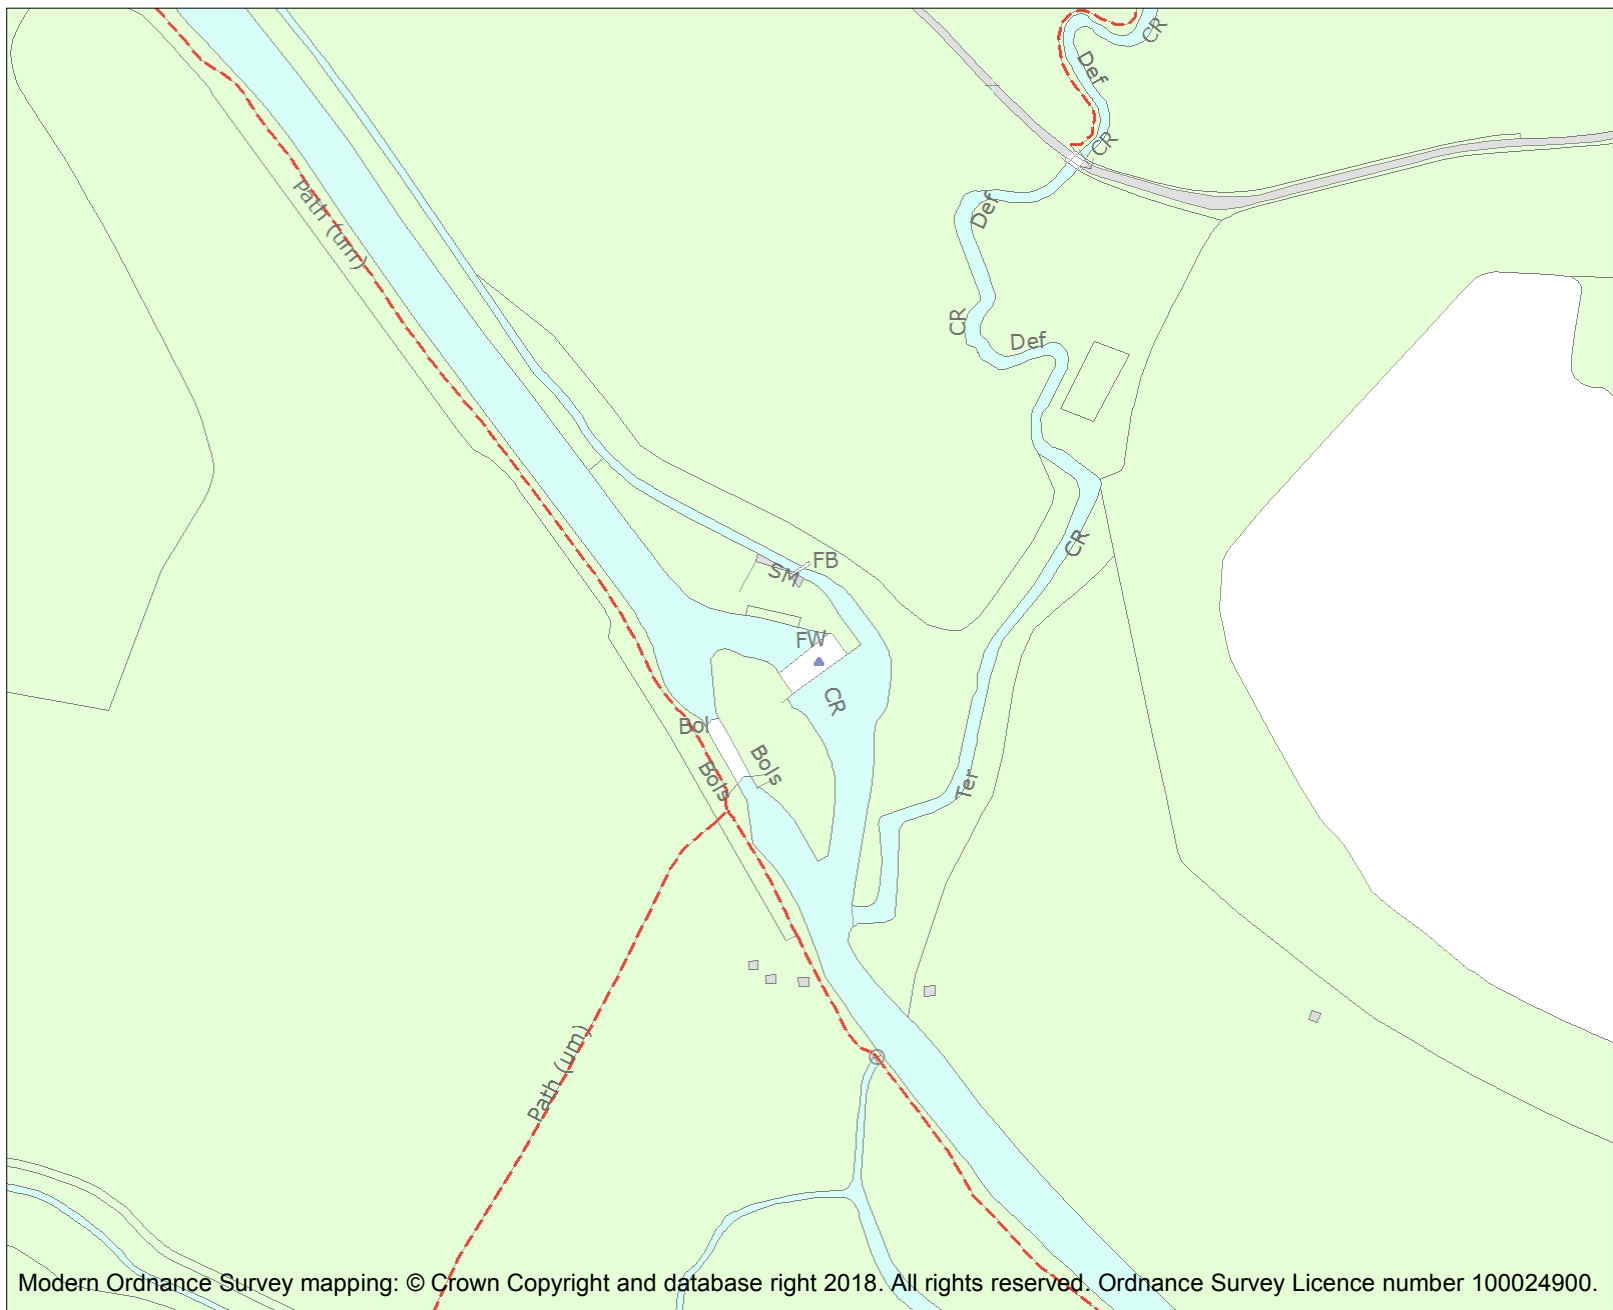 CR
Def
CR
Path (um)
Def
CR
Def
CR
FB
SM
FW
CR
Bol
Bols
Bols
Ter
Path (um)
Modern Ordnance Survey mapping: © Crown Copyright and database right 2018. All rights reserved. Ordnance Survey Licence number 100024900.